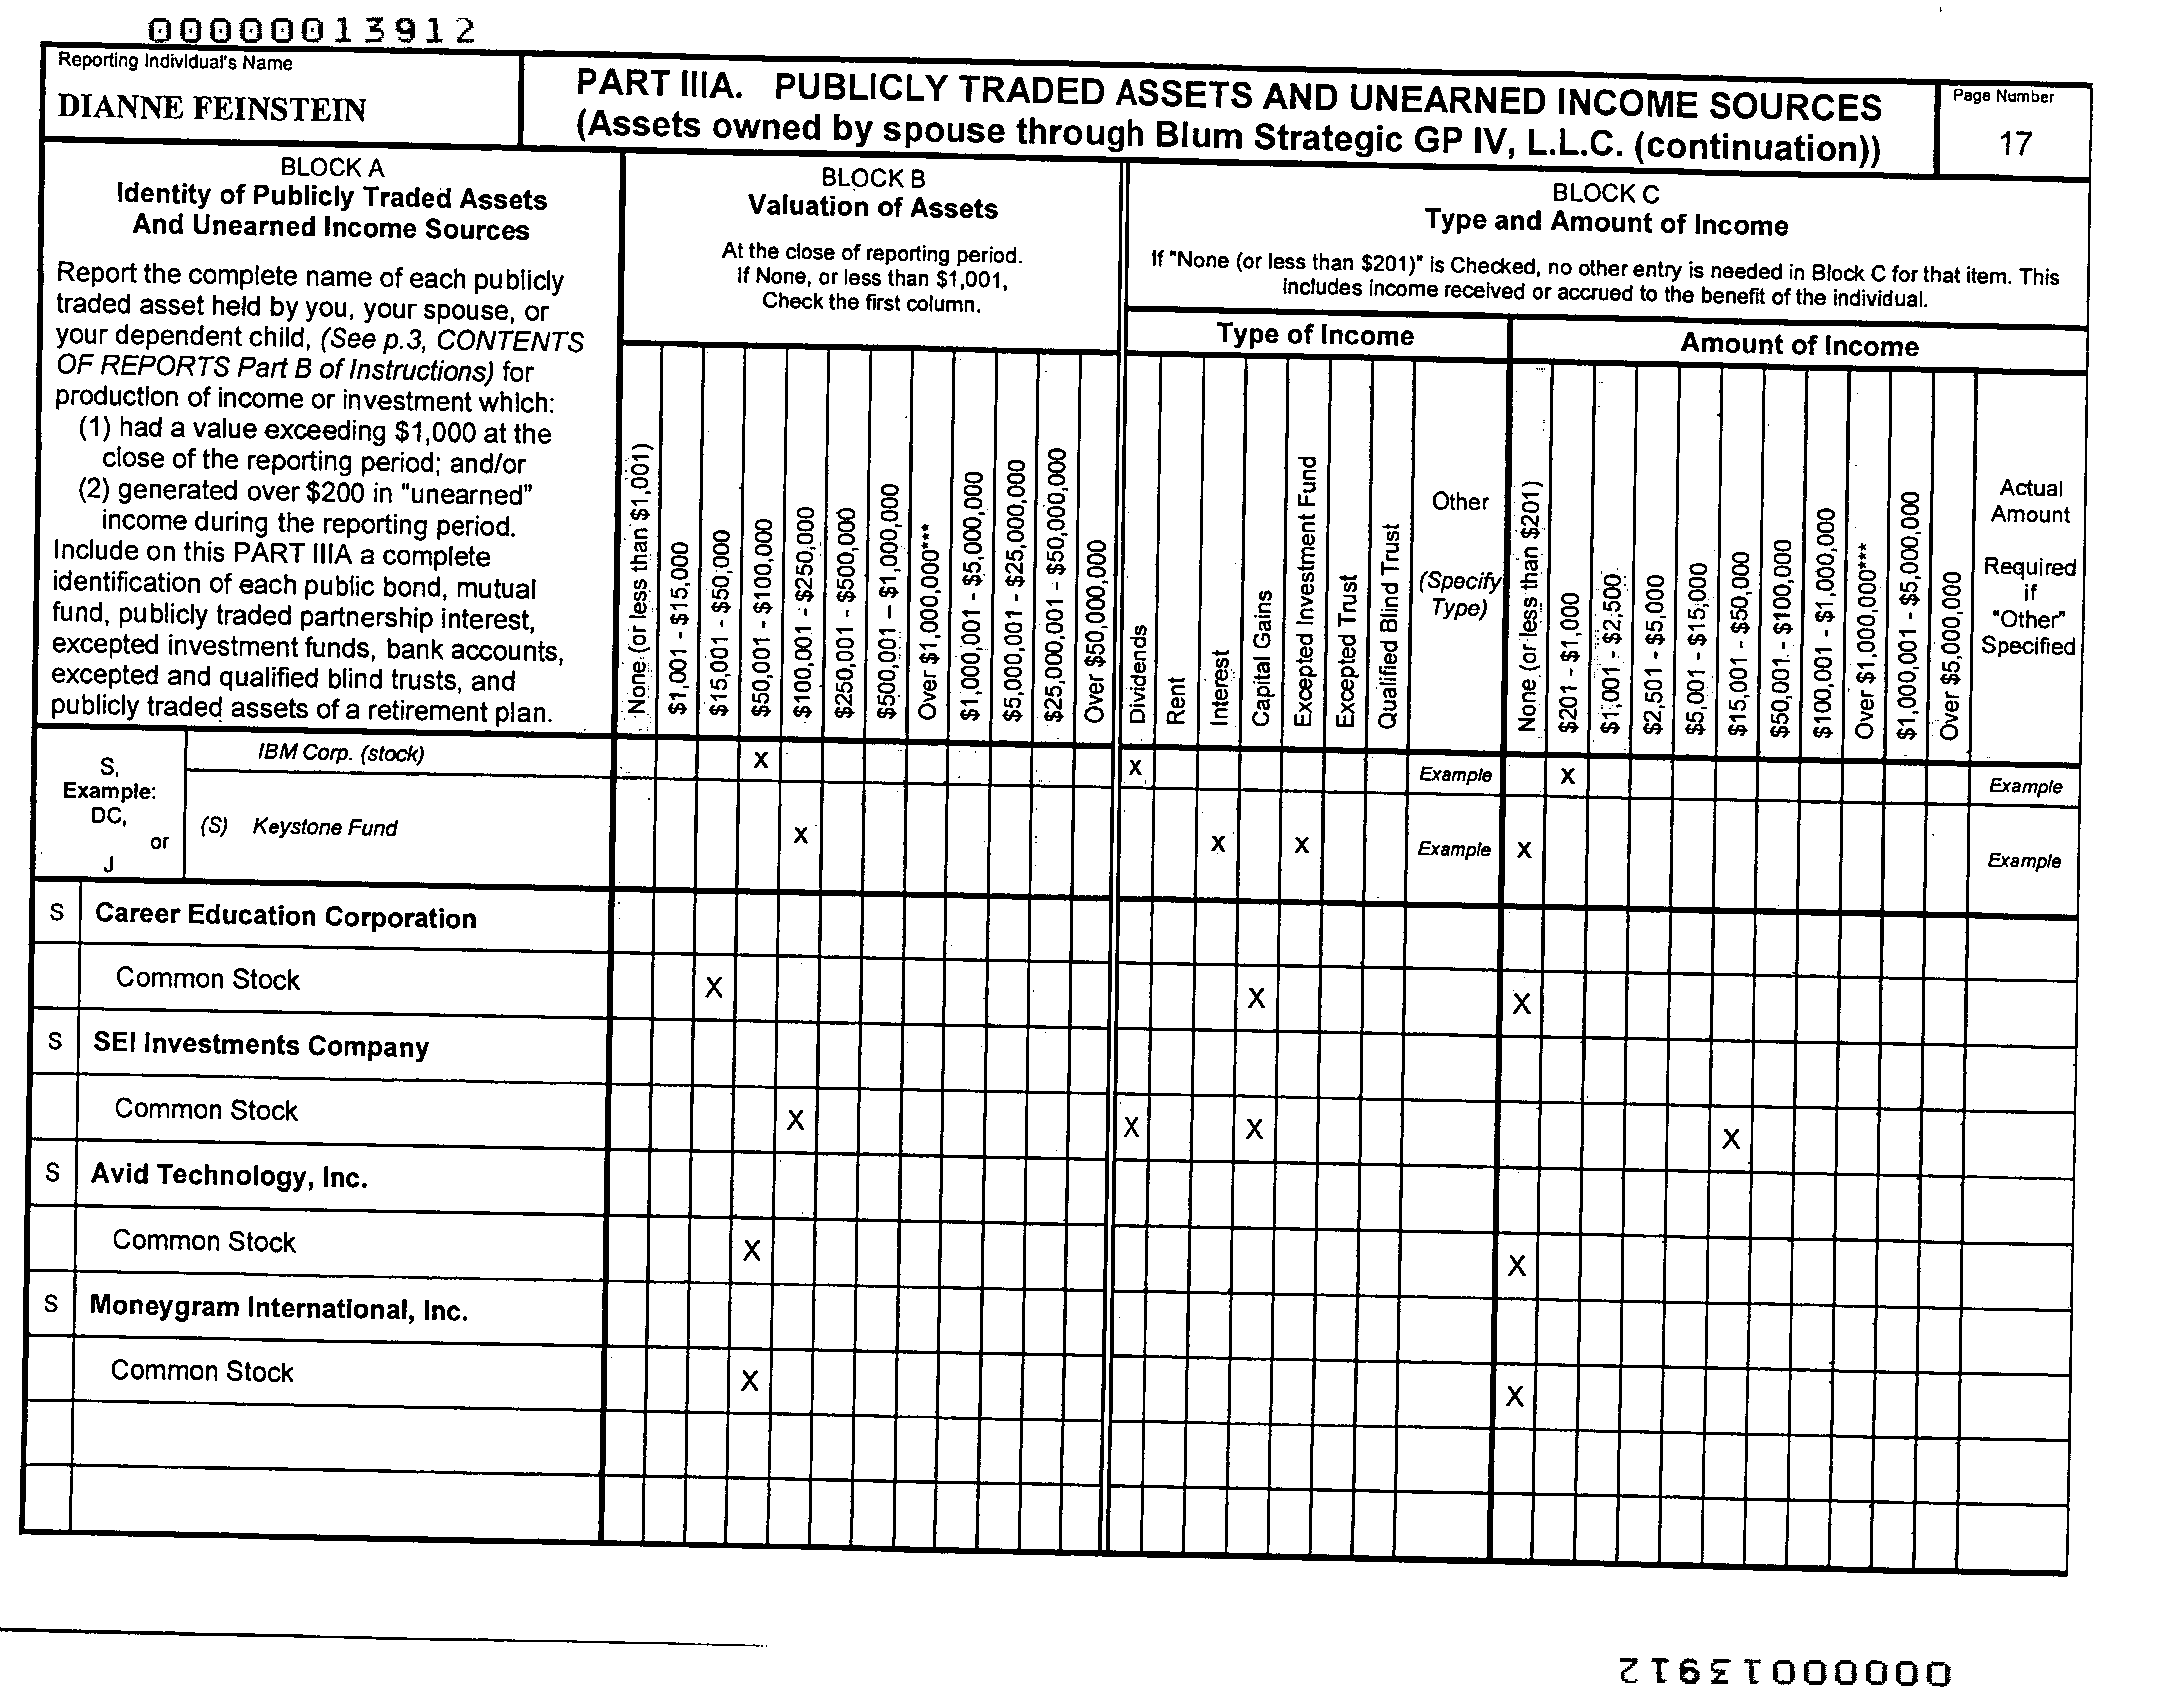 00000013912
Reporting Individual's Name
DIANNE FEINSTEIN
PART IIIA. PUBLICLY TRADED ASSETS AND UNEARNED INCOME SOURCES
(Assets owned by spouse through Blum Strategic GP IV, L.L.C. (continuation))
Page Number
17
BLOCK A
Identity of Publicly Traded Assets
And Unearned Income Sources
Report the complete name of each publicly
traded asset held by you, your spouse, or
your dependent child, (See p.3, CONTENTS
OF REPORTS Part B of Instructions) for
production of income or investment which:
(1) had a value exceeding $1,000 at the
close of the reporting period; and/or
(2) generated over $200 in "unearned"
income during the reporting period.
Include on this PART IIIA a complete
identification of each public bond, mutual
fund, publicly traded partnership interest,
excepted investment funds, bank accounts,
excepted and qualified blind trusts, and
publicly traded assets of a retirement plan.
BLOCK B
Valuation of Assets
At the close of reporting period.
If None, or less than $1,001,
Check the first column.
None (or less than $1,001)
$1,001 - $15,000
$15,001 - $50,000
$50,001 - $100,000
$100,001 - $250,000
$250,001 - $500,000
$500,001 – $1,000,000
Over $1,000,000***
$1,000,001 - $5,000,000
$5,000,001 - $25,000,000
$25,000,001 - $50,000,000
Over $50,000,000
BLOCK C
Type and Amount of Income
If "None (or less than $201)" is Checked, no other entry is needed in Block C for that item. This
includes income received or accrued to the benefit of the individual.
Type of Income
Dividends
Rent
Interest
Capital Gains
Excepted Investment Fund
Excepted Trust
Qualified Blind Trust
Other
(Specify
Type)
Amount of Income
None (or less than $201)
$201 - $1,000
$1,001 - $2,500
$2,501 - $5,000
$5,001 - $15,000
$15,001 - $50,000
$50,001 - $100,000
$100,001 - $1,000,000
Over $1,000,000***
$1,000,001 - $5,000,000
Over $5,000,000
Actual
Amount
Required
if
"Other"
Specified
S,
Example:
DC,
or
J
IBM Corp. (stock) X X Example X Example
(S) Keystone Fund X X X Example X Example
S Career Education Corporation
Common Stock X X X
S SEI Investments Company
Common Stock X X X X
S Avid Technology, Inc.
Common Stock X X
S Moneygram International, Inc.
Common Stock X X
00000013912